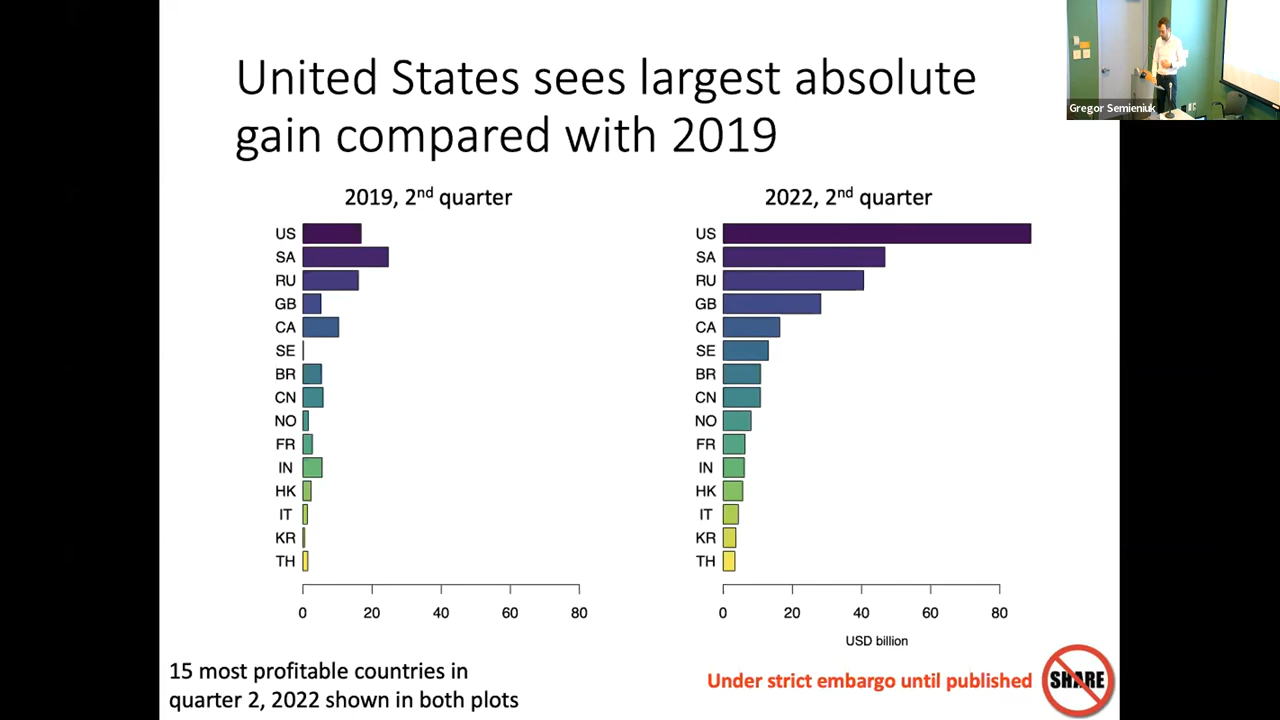 United States sees largest absolute
gain compared with 2019
Gregor Semieniuk
2019, 2nd quarter
US
SA
RU
GB
CA
SE
BR
CN
NO
FR
IN
HK
IT
KR
TH
0 20 40 60 80
2022, 2nd quarter
US
SA
RU
GB
CA
SE
BR
CN
NO
FR
IN
HK
IT
KR
TH
0 20 40 60 80
USD billion
15 most profitable countries in
quarter 2, 2022 shown in both plots
Under strict embargo until published
SHARE